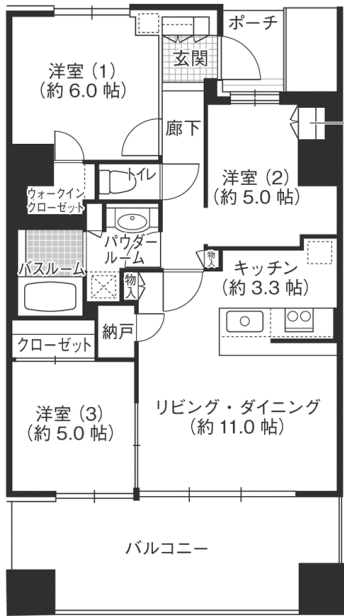 ポーチ
玄関
洋室 (1)
(約 6.0 帖)
廊下
トイレ
洋室 (2)
(約 5.0 帖)
ウォークイン
クローゼット
パウダー
ルーム
バスルーム
物入
物入
キッチン
(約 3.3 帖)
納戸
クローゼット
洋室 (3)
(約 5.0 帖)
リビング・ダイニング
(約 11.0 帖)
バルコニー